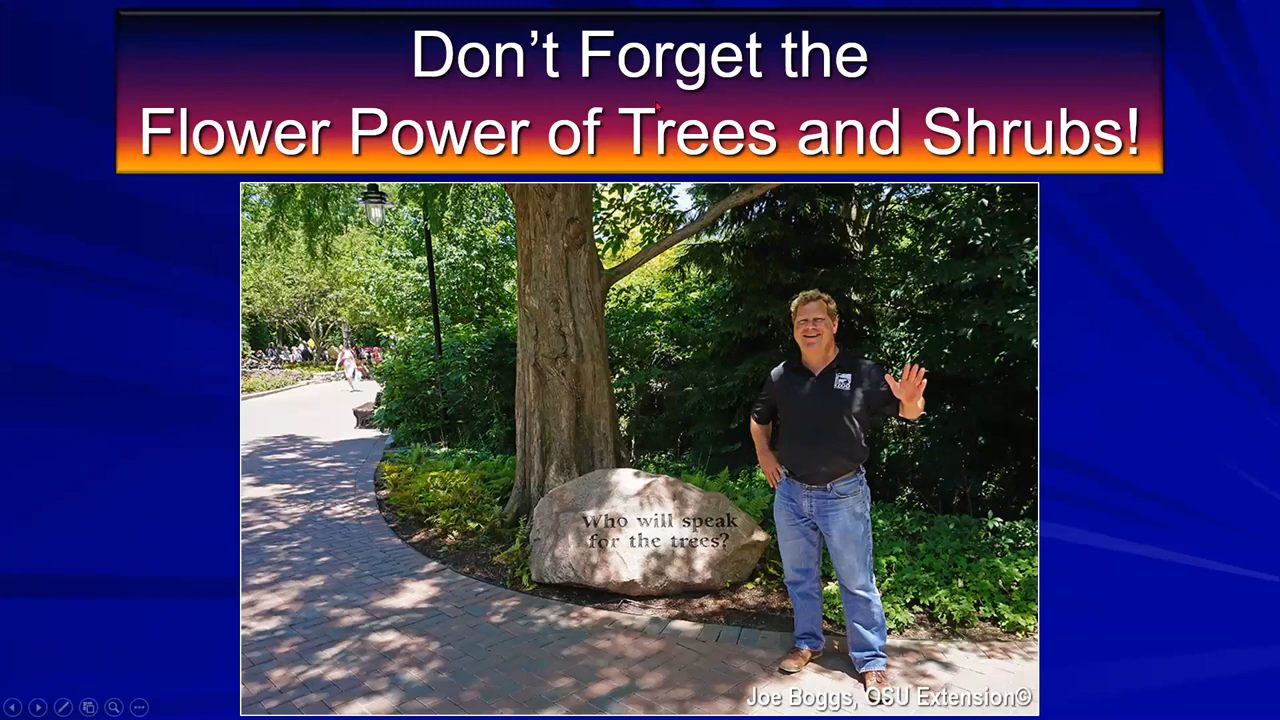 Don't Forget the
Flower Power of Trees and Shrubs!
ZOO
Who will speak
for the trees?
Joe Boggs, OSU Extension©